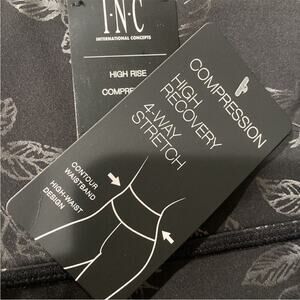 I·N·C
INTERNATIONAL CONCEPTS
HIGH RISE
COMPRE
COMPRESSION
HIGH
RECOVERY
4-WAY
STRETCH
CONTOUR
WAISTBAND
HIGH-WAIST
DESIGN